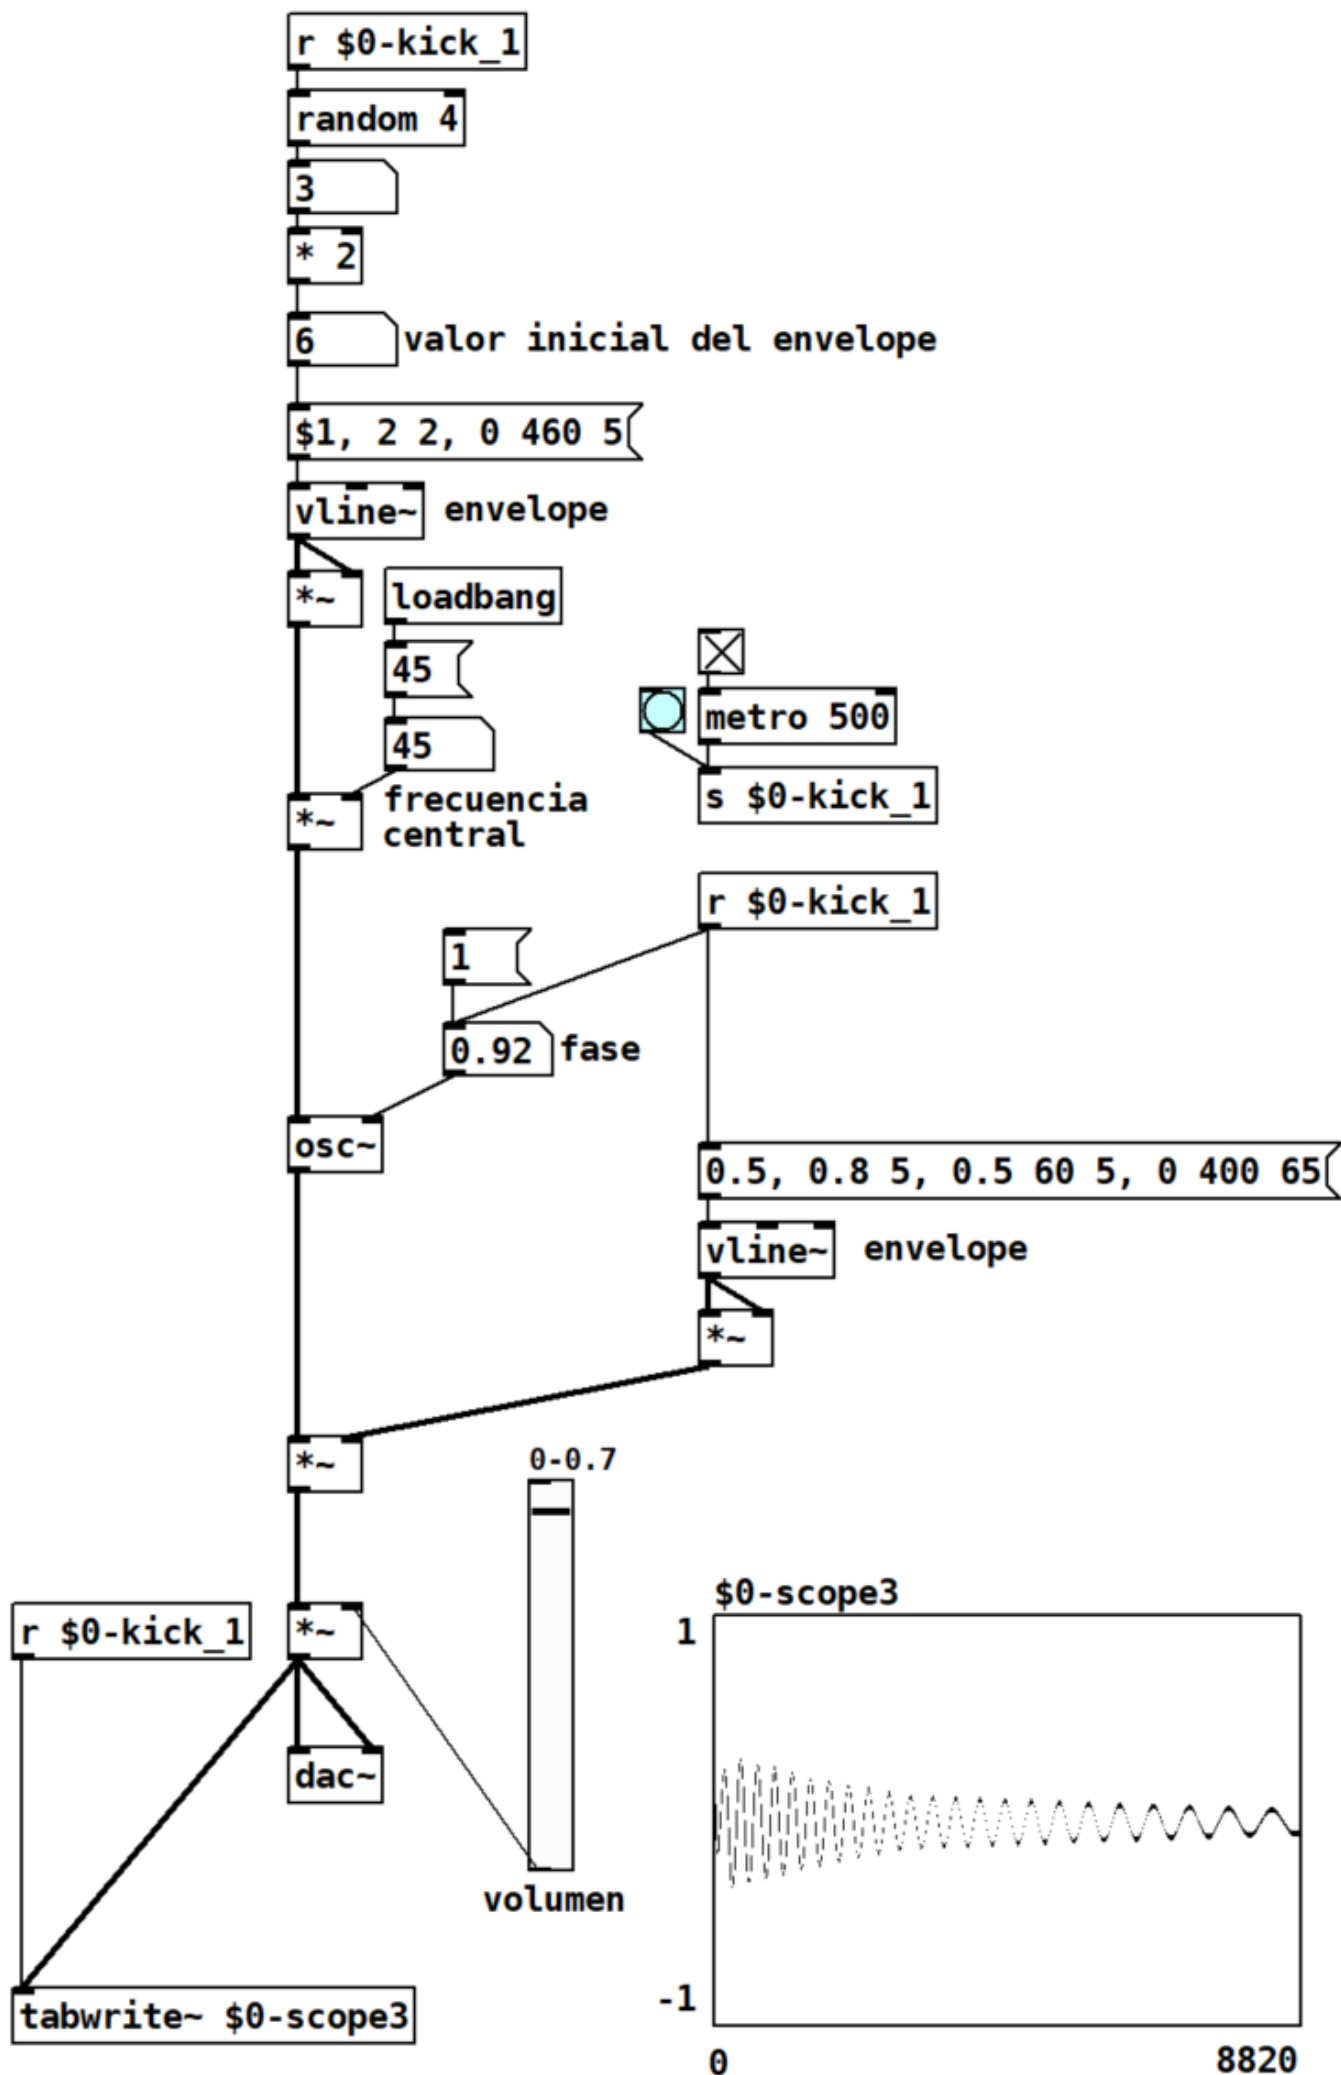 r $0-kick_1
random 4
3
* 2
6
valor inicial del envelope
$1, 2 2, 0 460 5
vline~
envelope
*~
loadbang
45
45
frecuencia
central
*~
metro 500
s $0-kick_1
r $0-kick_1
1
0.92
fase
osc~
0.5, 0.8 5, 0.5 60 5, 0 400 65
vline~
envelope
*~
*~
0-0.7
volumen
r $0-kick_1
*~
dac~
tabwrite~ $0-scope3
$0-scope3
1
-1
0
8820